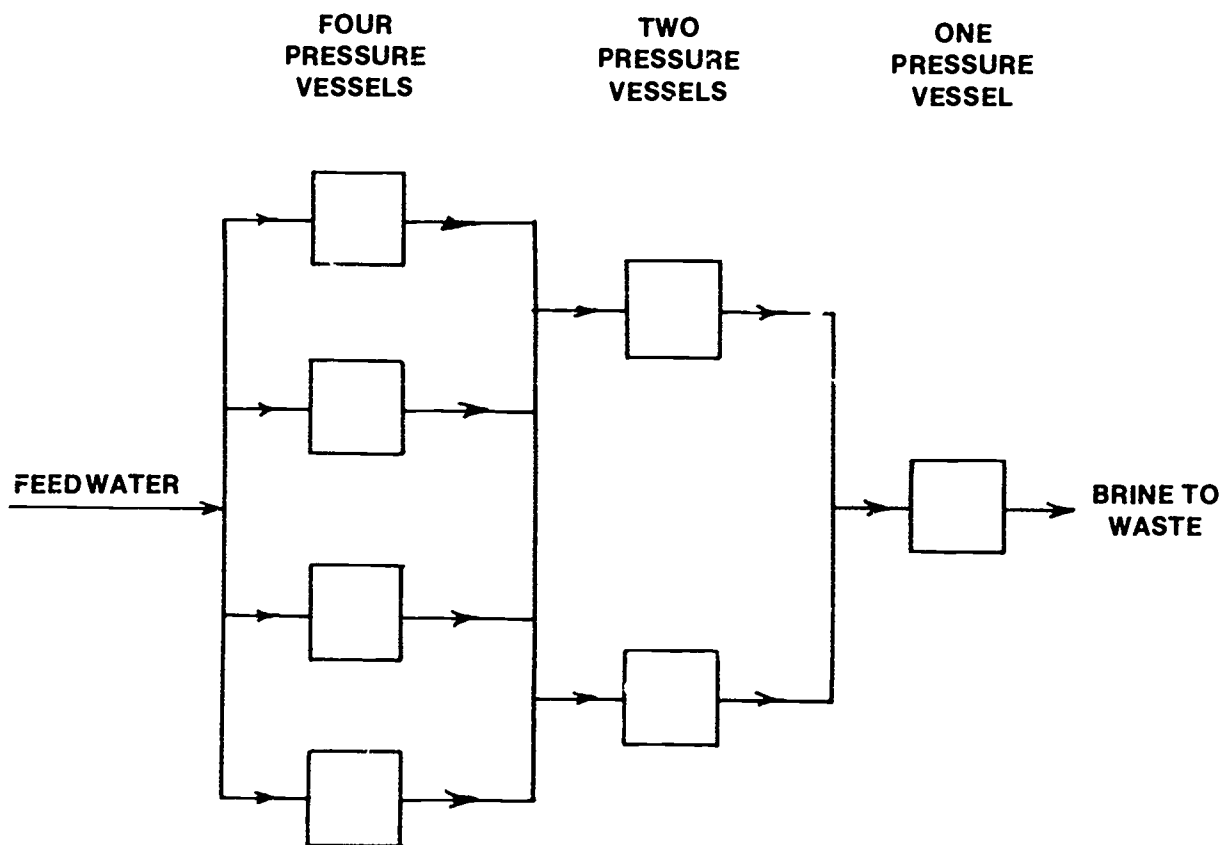 FOUR
PRESSURE
VESSELS
TWO
PRESSURE
VESSELS
ONE
PRESSURE
VESSEL
FEEDWATER
BRINE TO
WASTE